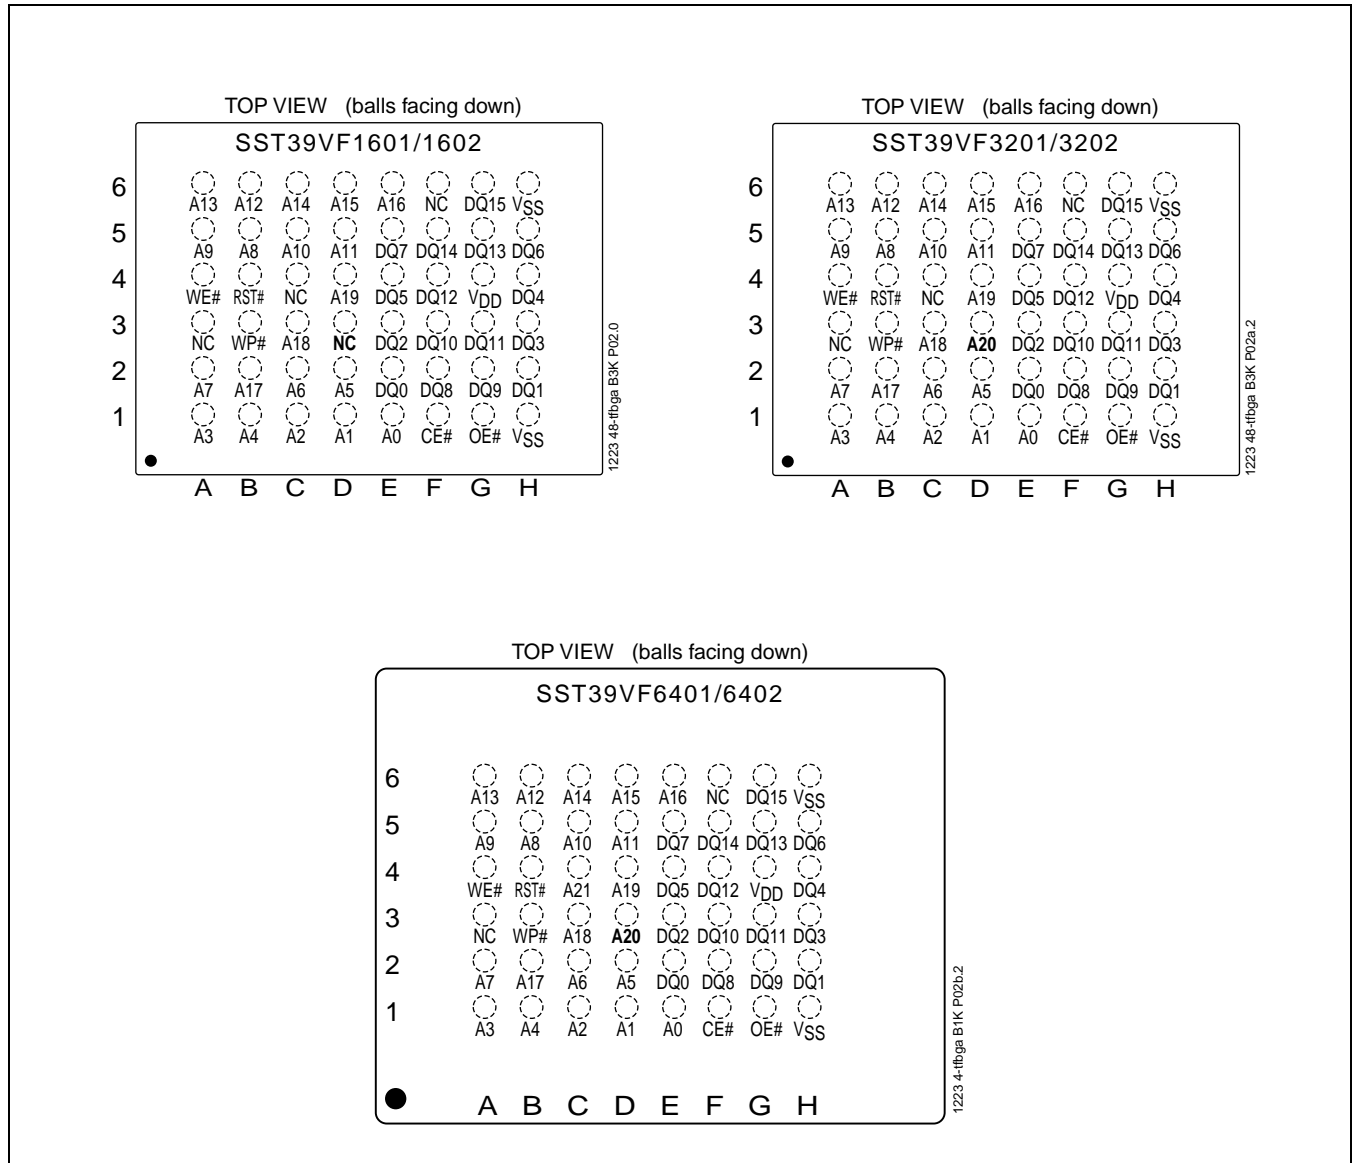 TOP VIEW (balls facing down)
SST39VF1601/1602
6
A13 A12 A14 A15 A16 NC DQ15 VSS
5
A9 A8 A10 A11 DQ7 DQ14 DQ13 DQ6
4
WE# RST# NC A19 DQ5 DQ12 VDD DQ4
3
NC WP# A18 NC DQ2 DQ10 DQ11 DQ3
2
A7 A17 A6 A5 DQ0 DQ8 DQ9 DQ1
1
A3 A4 A2 A1 A0 CE# OE# VSS
A B C D E F G H
1223 48-tfbga B3K P02.0
TOP VIEW (balls facing down)
SST39VF3201/3202
6
A13 A12 A14 A15 A16 NC DQ15 VSS
5
A9 A8 A10 A11 DQ7 DQ14 DQ13 DQ6
4
WE# RST# NC A19 DQ5 DQ12 VDD DQ4
3
NC WP# A18 A20 DQ2 DQ10 DQ11 DQ3
2
A7 A17 A6 A5 DQ0 DQ8 DQ9 DQ1
1
A3 A4 A2 A1 A0 CE# OE# VSS
A B C D E F G H
1223 48-tfbga B3K P02a.2
TOP VIEW (balls facing down)
SST39VF6401/6402
6
A13 A12 A14 A15 A16 NC DQ15 VSS
5
A9 A8 A10 A11 DQ7 DQ14 DQ13 DQ6
4
WE# RST# A21 A19 DQ5 DQ12 VDD DQ4
3
NC WP# A18 A20 DQ2 DQ10 DQ11 DQ3
2
A7 A17 A6 A5 DQ0 DQ8 DQ9 DQ1
1
A3 A4 A2 A1 A0 CE# OE# VSS
A B C D E F G H
1223 4-tfbga B1K P02b.2